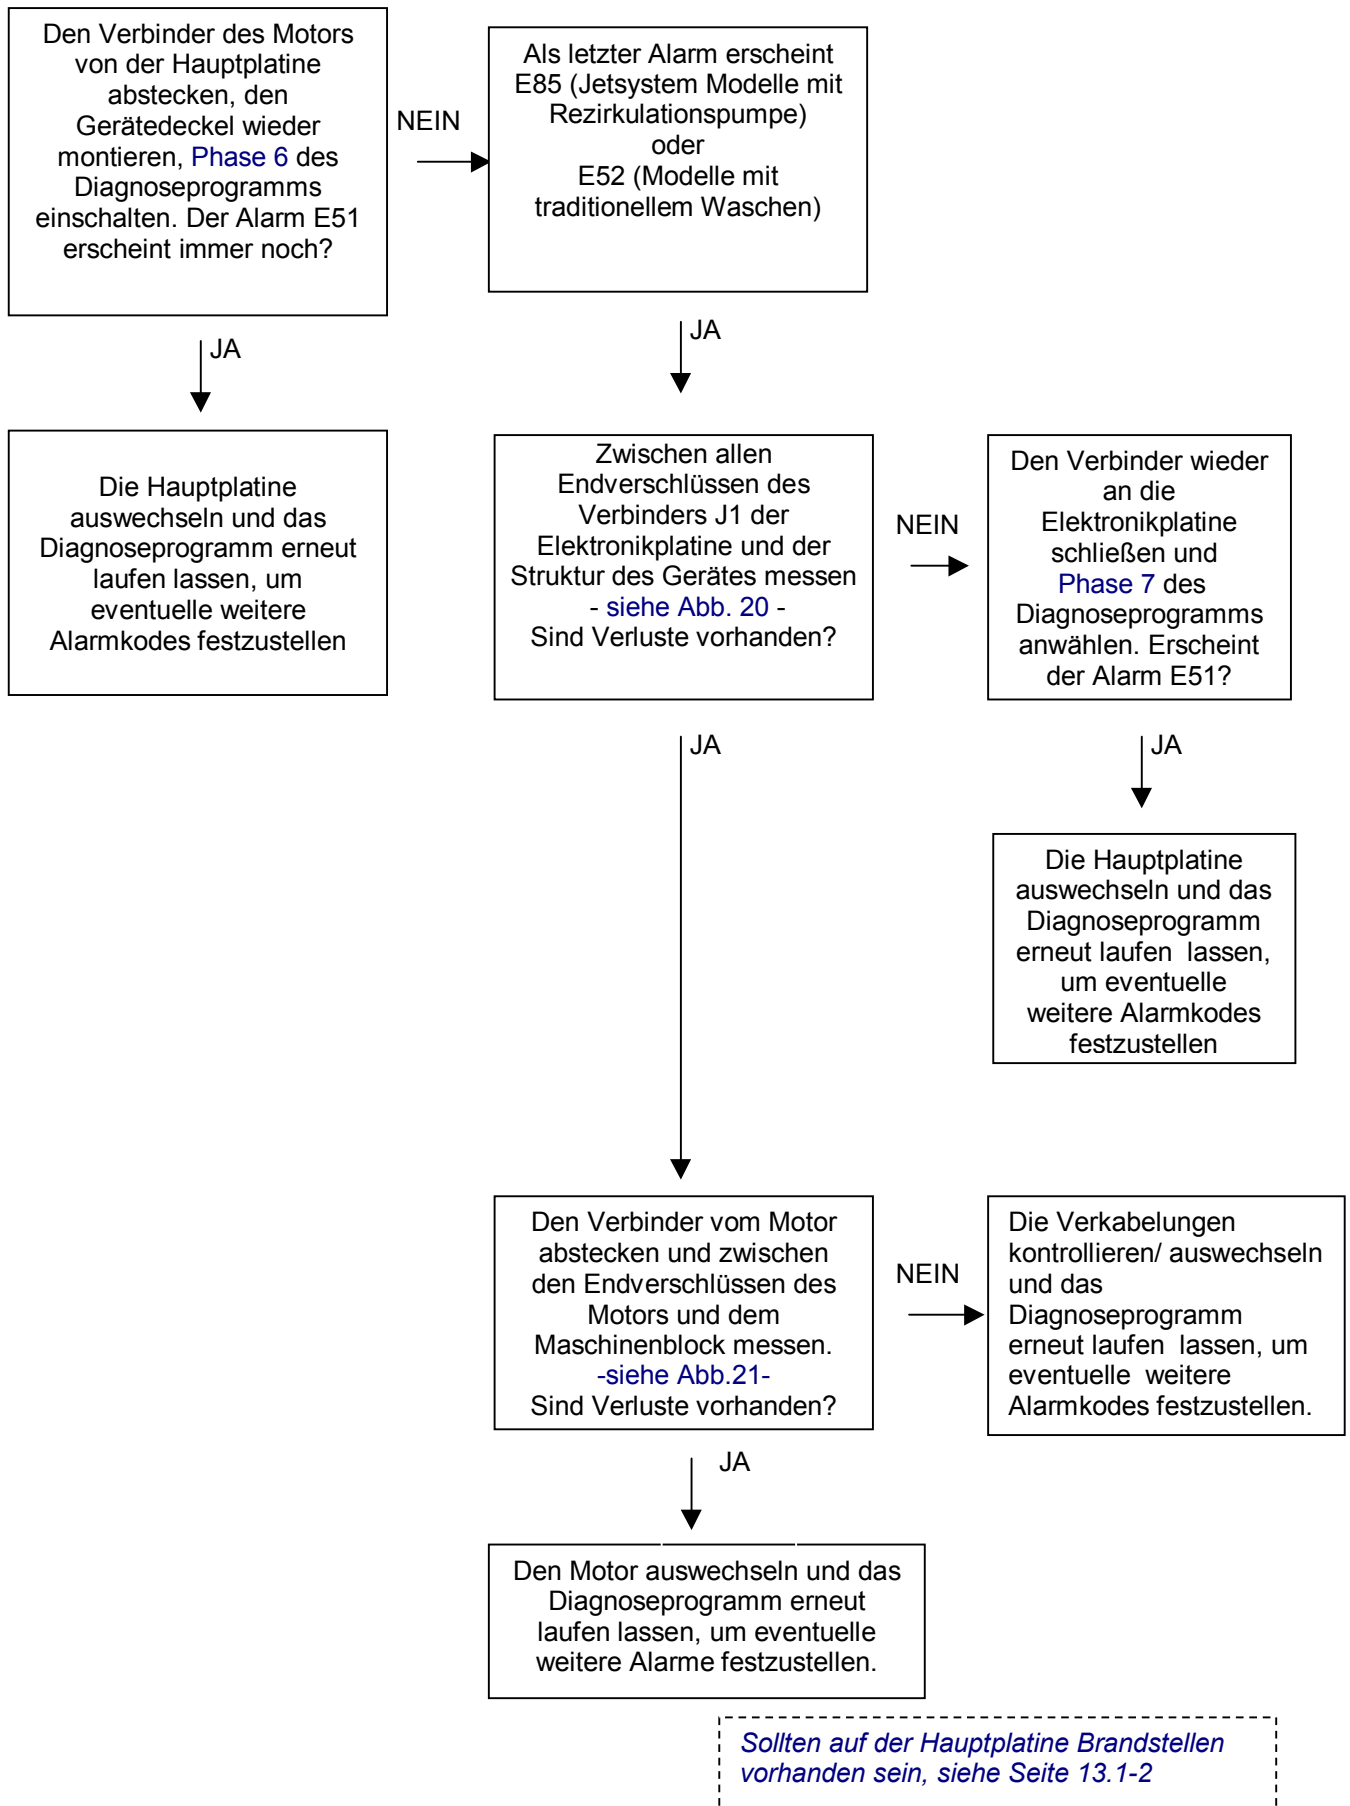 Den Verbinder des Motors
von der Hauptplatine
abstecken, den
Gerätedeckel wieder
montieren, Phase 6 des
Diagnoseprogramms
einschalten. Der Alarm E51
erscheint immer noch?
NEIN
Als letzter Alarm erscheint
E85 (Jetsystem Modelle mit
Rezirkulationspumpe)
oder
E52 (Modelle mit
traditionellem Waschen)
JA
JA
Die Hauptplatine
auswechseln und das
Diagnoseprogramm erneut
laufen lassen, um
eventuelle weitere
Alarmkodes festzustellen
Zwischen allen
Endverschlüssen des
Verbinders J1 der
Elektronikplatine und der
Struktur des Gerätes messen
- siehe Abb. 20 -
Sind Verluste vorhanden?
NEIN
Den Verbinder wieder
an die
Elektronikplatine
schließen und
Phase 7 des
Diagnoseprogramms
anwählen. Erscheint
der Alarm E51?
JA
JA
Die Hauptplatine
auswechseln und das
Diagnoseprogramm
erneut laufen lassen,
um eventuelle
weitere Alarmkodes
festzustellen
Den Verbinder vom Motor
abstecken und zwischen
den Endverschlüssen des
Motors und dem
Maschinenblock messen.
-siehe Abb.21-
Sind Verluste vorhanden?
NEIN
Die Verkabelungen
kontrollieren/ auswechseln
und das
Diagnoseprogramm
erneut laufen lassen, um
eventuelle weitere
Alarmkodes festzustellen.
JA
Den Motor auswechseln und das
Diagnoseprogramm erneut
laufen lassen, um eventuelle
weitere Alarme festzustellen.
Sollten auf der Hauptplatine Brandstellen
vorhanden sein, siehe Seite 13.1-2